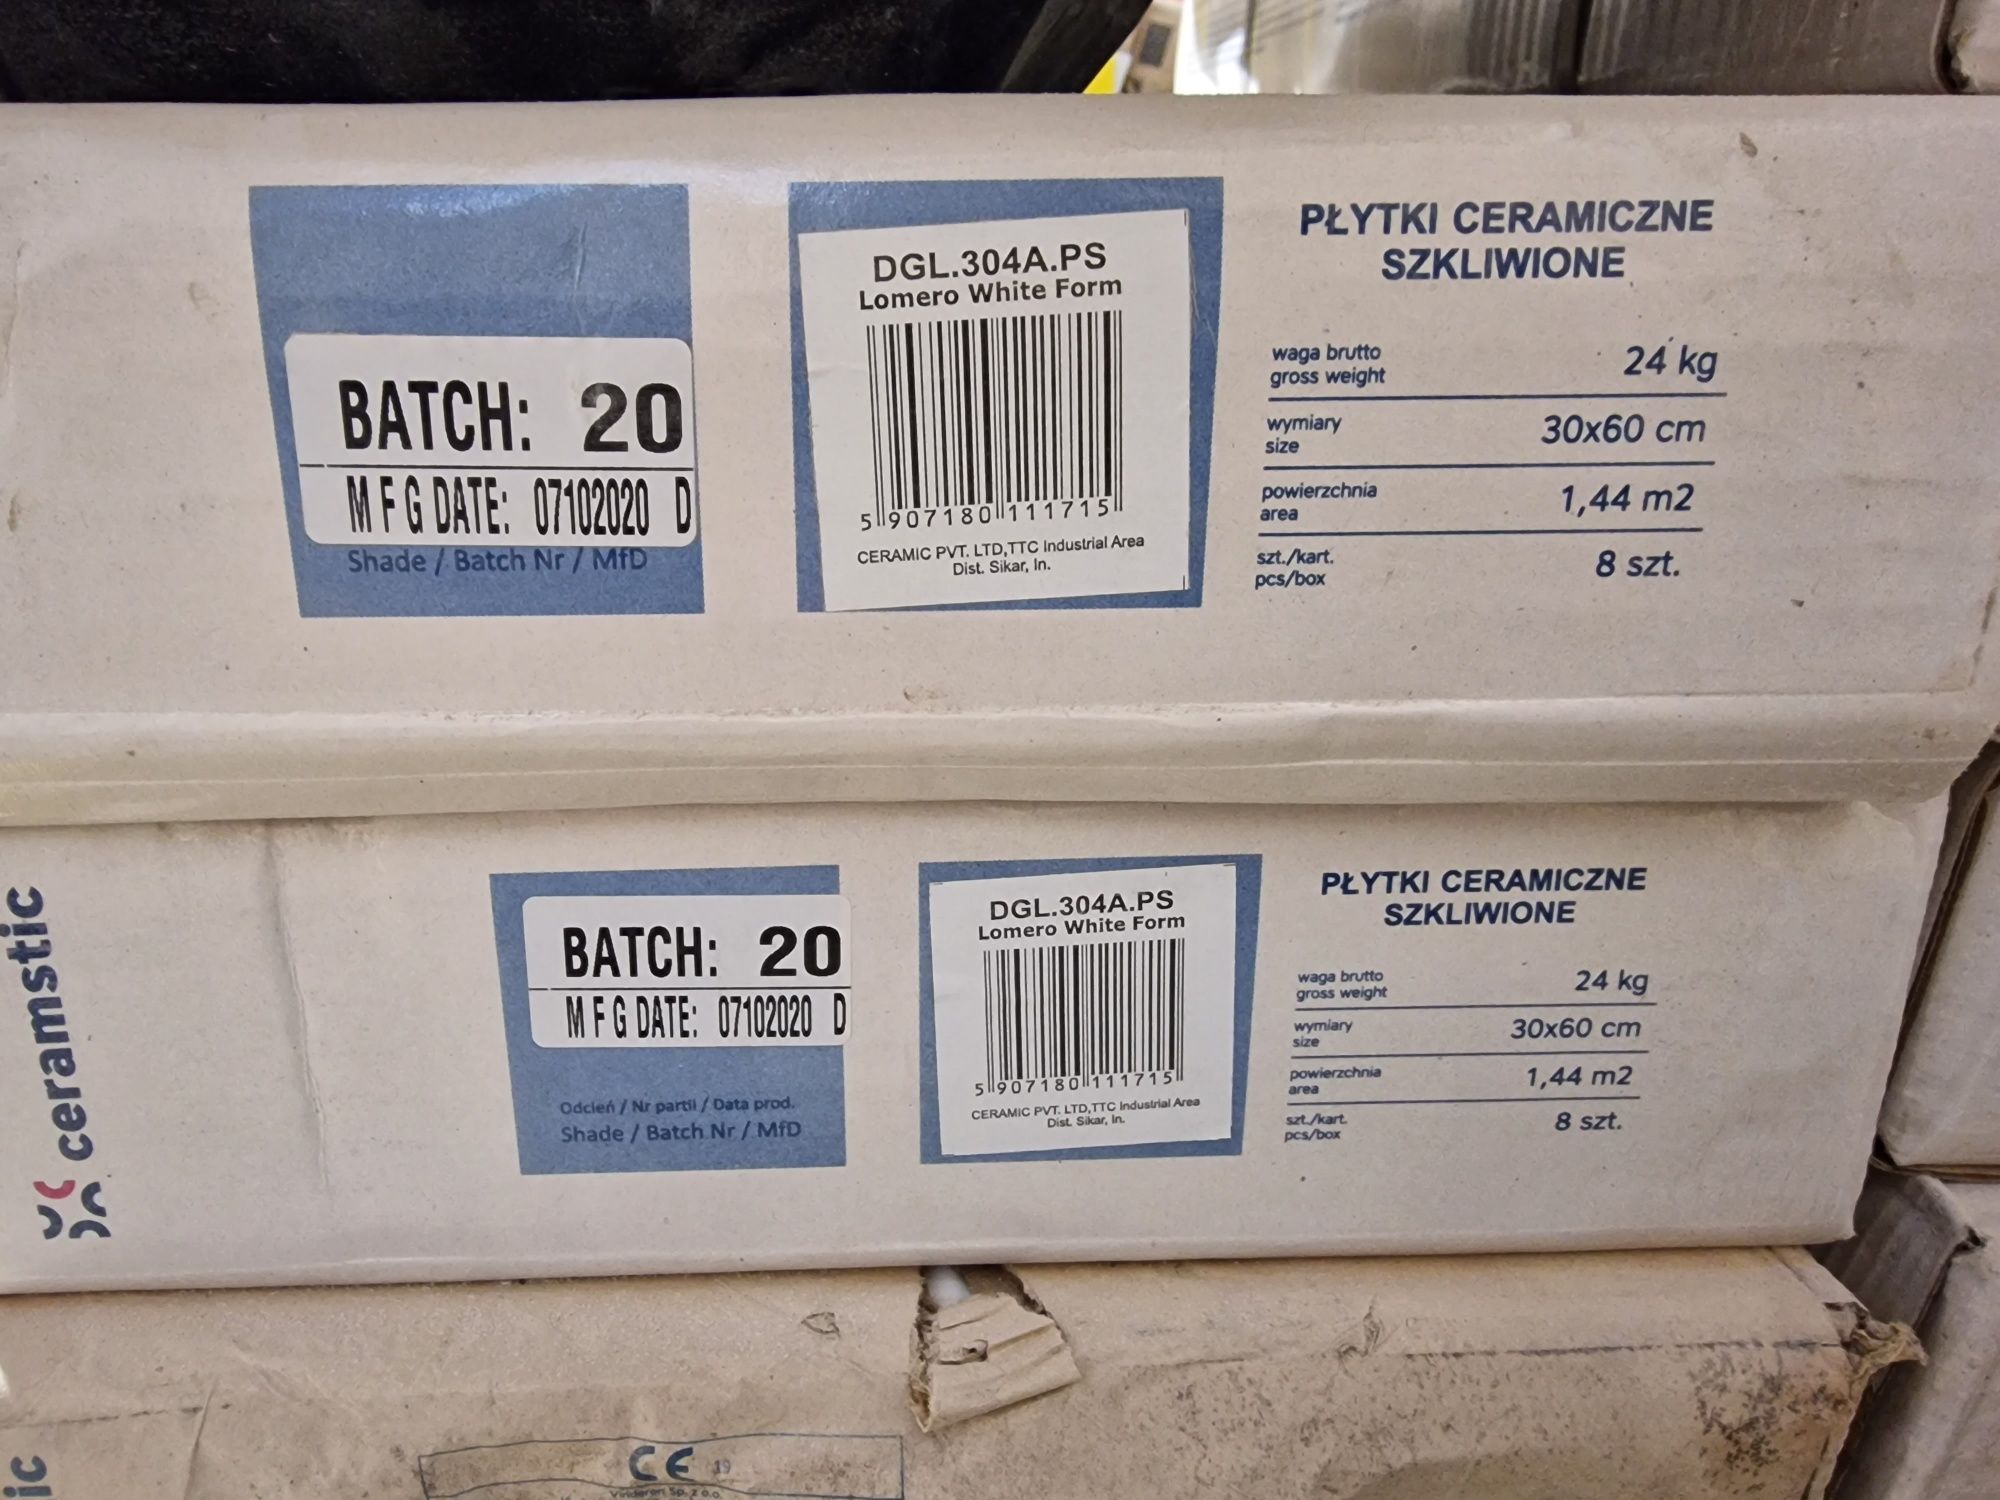 BATCH: 20
MFG DATE: 07102020 D
Shade / Batch Nr / MfD
DGL.304A.PS
Lomero White Form
5 907180 111715
CERAMIC PVT. LTD,TTC Industrial Area
Dist. Sikar, In.
PŁYTKI CERAMICZNE
SZKLIWIONE
waga brutto
gross weight
24 kg
wymiary
size
30x60 cm
powierzchnia
area
1,44 m2
szt./kart.
pcs/box
8 szt.
ceramstic
BATCH: 20
MFG DATE: 07102020 D
Odcień / Nr partii / Data prod.
Shade / Batch Nr / MfD
DGL.304A.PS
Lomero White Form
5 907180 111715
CERAMIC PVT. LTD,TTC Industrial Area
Dist. Sikar, In.
PŁYTKI CERAMICZNE
SZKLIWIONE
waga brutto
gross weight
24 kg
wymiary
size
30x60 cm
powierzchnia
area
1,44 m2
szt./kart.
pcs/box
8 szt.
ic
CE 19
Sp. z o.o.